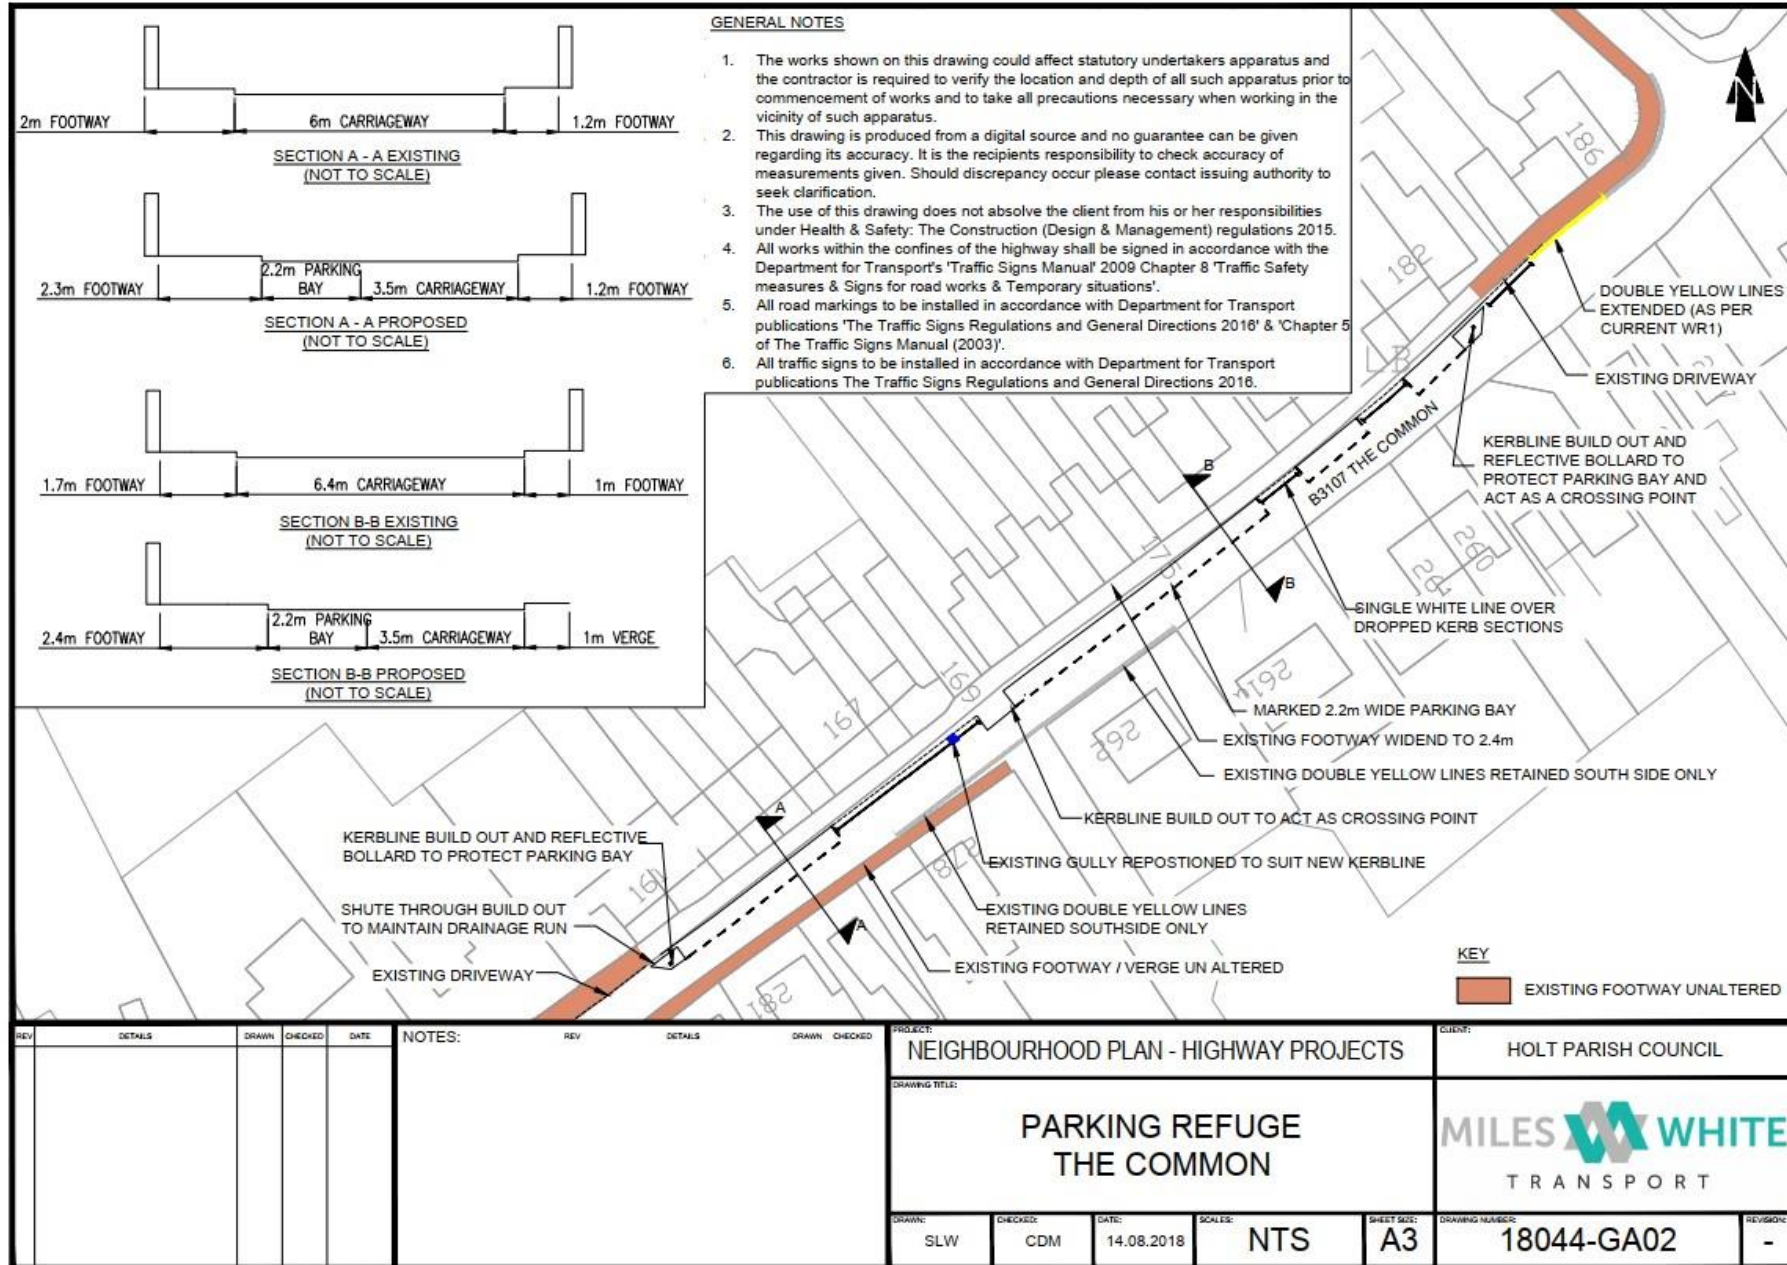 2m FOOTWAY
6m CARRIAGEWAY
1.2m FOOTWAY
SECTION A - A EXISTING
(NOT TO SCALE)
2.3m FOOTWAY
2.2m PARKING
BAY
3.5m CARRIAGEWAY
1.2m FOOTWAY
SECTION A - A PROPOSED
(NOT TO SCALE)
1.7m FOOTWAY
6.4m CARRIAGEWAY
1m FOOTWAY
SECTION B-B EXISTING
(NOT TO SCALE)
2.4m FOOTWAY
2.2m PARKING
BAY
3.5m CARRIAGEWAY
1m VERGE
SECTION B-B PROPOSED
(NOT TO SCALE)
GENERAL NOTES
1. The works shown on this drawing could affect statutory undertakers apparatus and
the contractor is required to verify the location and depth of all such apparatus prior to
commencement of works and to take all precautions necessary when working in the
vicinity of such apparatus.
2. This drawing is produced from a digital source and no guarantee can be given
regarding its accuracy. It is the recipients responsibility to check accuracy of
measurements given. Should discrepancy occur please contact issuing authority to
seek clarification.
3. The use of this drawing does not absolve the client from his or her responsibilities
under Health & Safety: The Construction (Design & Management) regulations 2015.
4. All works within the confines of the highway shall be signed in accordance with the
Department for Transport's 'Traffic Signs Manual' 2009 Chapter 8 'Traffic Safety
measures & Signs for road works & Temporary situations'.
5. All road markings to be installed in accordance with Department for Transport
publications 'The Traffic Signs Regulations and General Directions 2016' & 'Chapter 5
of The Traffic Signs Manual (2003)'.
6. All traffic signs to be installed in accordance with Department for Transport
publications The Traffic Signs Regulations and General Directions 2016.
N
186
182
LB
DOUBLE YELLOW LINES
EXTENDED (AS PER
CURRENT WR1)
EXISTING DRIVEWAY
B3107 THE COMMON
KERBLINE BUILD OUT AND
REFLECTIVE BOLLARD TO
PROTECT PARKING BAY AND
ACT AS A CROSSING POINT
B
B
176
260
261
SINGLE WHITE LINE OVER
DROPPED KERB SECTIONS
261a
262
169
167
MARKED 2.2m WIDE PARKING BAY
EXISTING FOOTWAY WIDEND TO 2.4m
EXISTING DOUBLE YELLOW LINES RETAINED SOUTH SIDE ONLY
KERBLINE BUILD OUT TO ACT AS CROSSING POINT
A
A
KERBLINE BUILD OUT AND REFLECTIVE
BOLLARD TO PROTECT PARKING BAY
EXISTING GULLY REPOSTIONED TO SUIT NEW KERBLINE
278
161
SHUTE THROUGH BUILD OUT
TO MAINTAIN DRAINAGE RUN
EXISTING DOUBLE YELLOW LINES
RETAINED SOUTHSIDE ONLY
EXISTING DRIVEWAY
EXISTING FOOTWAY / VERGE UN ALTERED
281
KEY
EXISTING FOOTWAY UNALTERED
REV DETAILS DRAWN CHECKED DATE
NOTES: REV DETAILS DRAWN CHECKED
PROJECT:
NEIGHBOURHOOD PLAN - HIGHWAY PROJECTS
CLIENT:
HOLT PARISH COUNCIL
DRAWING TITLE:
PARKING REFUGE
THE COMMON
MILES WHITE
TRANSPORT
DRAWN: SLW
CHECKED: CDM
DATE: 14.08.2018
SCALES: NTS
SHEET SIZE: A3
DRAWING NUMBER: 18044-GA02
REVISION: -